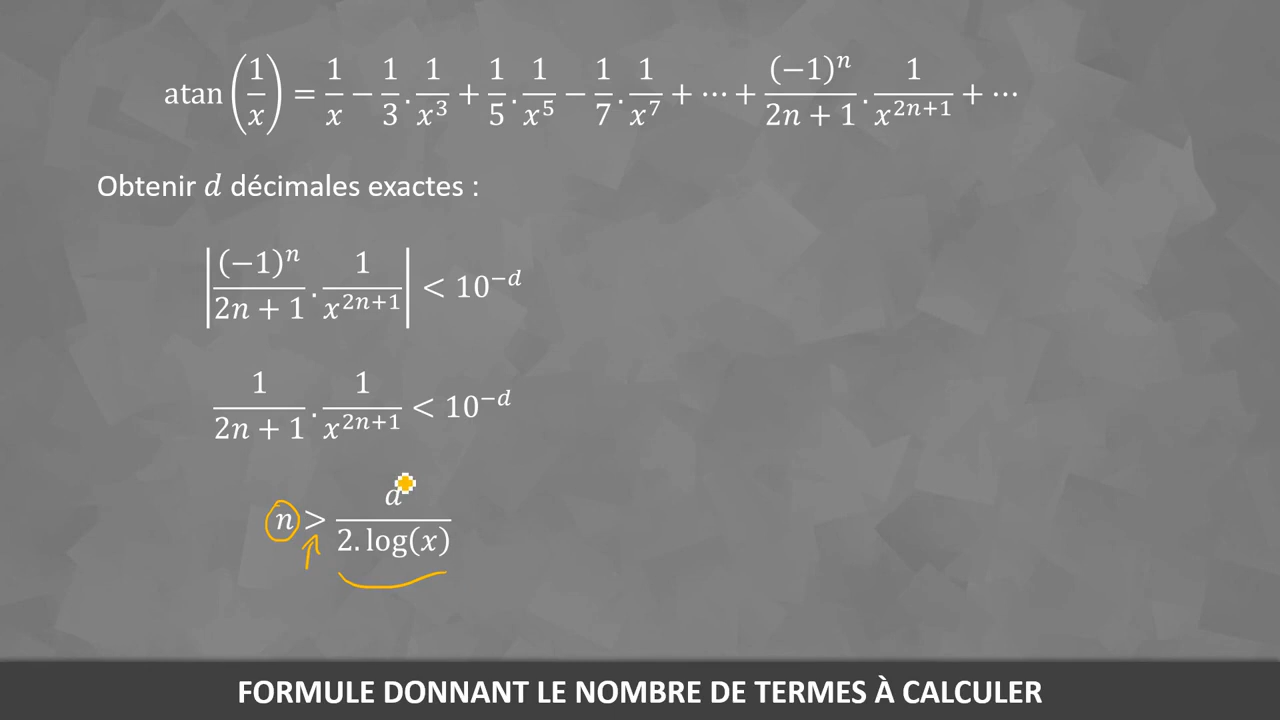 atan(1/x) = 1/x − 1/3 . 1/x³ + 1/5 . 1/x⁵ − 1/7 . 1/x⁷ + ⋯ + (−1)ⁿ/(2n + 1) . 1/x²ⁿ⁺¹ + ⋯
Obtenir d décimales exactes :
|(−1)ⁿ/(2n + 1) . 1/x²ⁿ⁺¹| < 10⁻ᵈ
1/(2n + 1) . 1/x²ⁿ⁺¹ < 10⁻ᵈ
n > d/(2.log(x))
FORMULE DONNANT LE NOMBRE DE TERMES À CALCULER